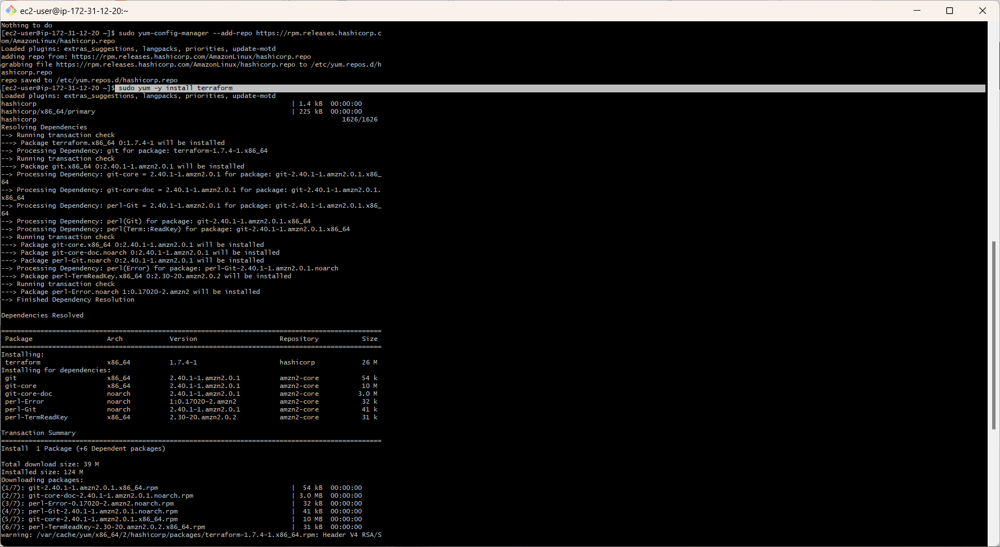 ec2-user@ip-172-31-12-20:~
Nothing to do
[ec2-user@ip-172-31-12-20 ~]$ sudo yum-config-manager --add-repo https://rpm.releases.hashicorp.c
om/AmazonLinux/hashicorp.repo
Loaded plugins: extras_suggestions, langpacks, priorities, update-motd
adding repo from: https://rpm.releases.hashicorp.com/AmazonLinux/hashicorp.repo
grabbing file https://rpm.releases.hashicorp.com/AmazonLinux/hashicorp.repo to /etc/yum.repos.d/h
ashicorp.repo
repo saved to /etc/yum.repos.d/hashicorp.repo
[ec2-user@ip-172-31-12-20 ~]$ sudo yum -y install terraform
Loaded plugins: extras_suggestions, langpacks, priorities, update-motd
hashicorp | 1.4 kB 00:00:00
hashicorp/x86_64/primary | 225 kB 00:00:00
hashicorp 1626/1626
Resolving Dependencies
--> Running transaction check
---> Package terraform.x86_64 0:1.7.4-1 will be installed
--> Processing Dependency: git for package: terraform-1.7.4-1.x86_64
--> Running transaction check
---> Package git.x86_64 0:2.40.1-1.amzn2.0.1 will be installed
--> Processing Dependency: git-core = 2.40.1-1.amzn2.0.1 for package: git-2.40.1-1.amzn2.0.1.x86_
64
--> Processing Dependency: git-core-doc = 2.40.1-1.amzn2.0.1 for package: git-2.40.1-1.amzn2.0.1.
x86_64
--> Processing Dependency: perl-Git = 2.40.1-1.amzn2.0.1 for package: git-2.40.1-1.amzn2.0.1.x86_
64
--> Processing Dependency: perl(Git) for package: git-2.40.1-1.amzn2.0.1.x86_64
--> Processing Dependency: perl(Term::ReadKey) for package: git-2.40.1-1.amzn2.0.1.x86_64
--> Running transaction check
---> Package git-core.x86_64 0:2.40.1-1.amzn2.0.1 will be installed
---> Package git-core-doc.noarch 0:2.40.1-1.amzn2.0.1 will be installed
---> Package perl-Git.noarch 0:2.40.1-1.amzn2.0.1 will be installed
--> Processing Dependency: perl(Error) for package: perl-Git-2.40.1-1.amzn2.0.1.noarch
---> Package perl-TermReadKey.x86_64 0:2.30-20.amzn2.0.2 will be installed
--> Running transaction check
---> Package perl-Error.noarch 1:0.17020-2.amzn2 will be installed
--> Finished Dependency Resolution
Dependencies Resolved
=================================================================================================
Package Arch Version Repository Size
=================================================================================================
Installing:
terraform x86_64 1.7.4-1 hashicorp 26 M
Installing for dependencies:
git x86_64 2.40.1-1.amzn2.0.1 amzn2-core 54 k
git-core x86_64 2.40.1-1.amzn2.0.1 amzn2-core 10 M
git-core-doc noarch 2.40.1-1.amzn2.0.1 amzn2-core 3.0 M
perl-Error noarch 1:0.17020-2.amzn2 amzn2-core 32 k
perl-Git noarch 2.40.1-1.amzn2.0.1 amzn2-core 41 k
perl-TermReadKey x86_64 2.30-20.amzn2.0.2 amzn2-core 31 k
Transaction Summary
=================================================================================================
Install 1 Package (+6 Dependent packages)
Total download size: 39 M
Installed size: 124 M
Downloading packages:
(1/7): git-2.40.1-1.amzn2.0.1.x86_64.rpm | 54 kB 00:00:00
(2/7): git-core-doc-2.40.1-1.amzn2.0.1.noarch.rpm | 3.0 MB 00:00:00
(3/7): perl-Error-0.17020-2.amzn2.noarch.rpm | 32 kB 00:00:00
(4/7): perl-Git-2.40.1-1.amzn2.0.1.noarch.rpm | 41 kB 00:00:00
(5/7): git-core-2.40.1-1.amzn2.0.1.x86_64.rpm | 10 MB 00:00:00
(6/7): perl-TermReadKey-2.30-20.amzn2.0.2.x86_64.rpm | 31 kB 00:00:00
warning: /var/cache/yum/x86_64/2/hashicorp/packages/terraform-1.7.4-1.x86_64.rpm: Header V4 RSA/S